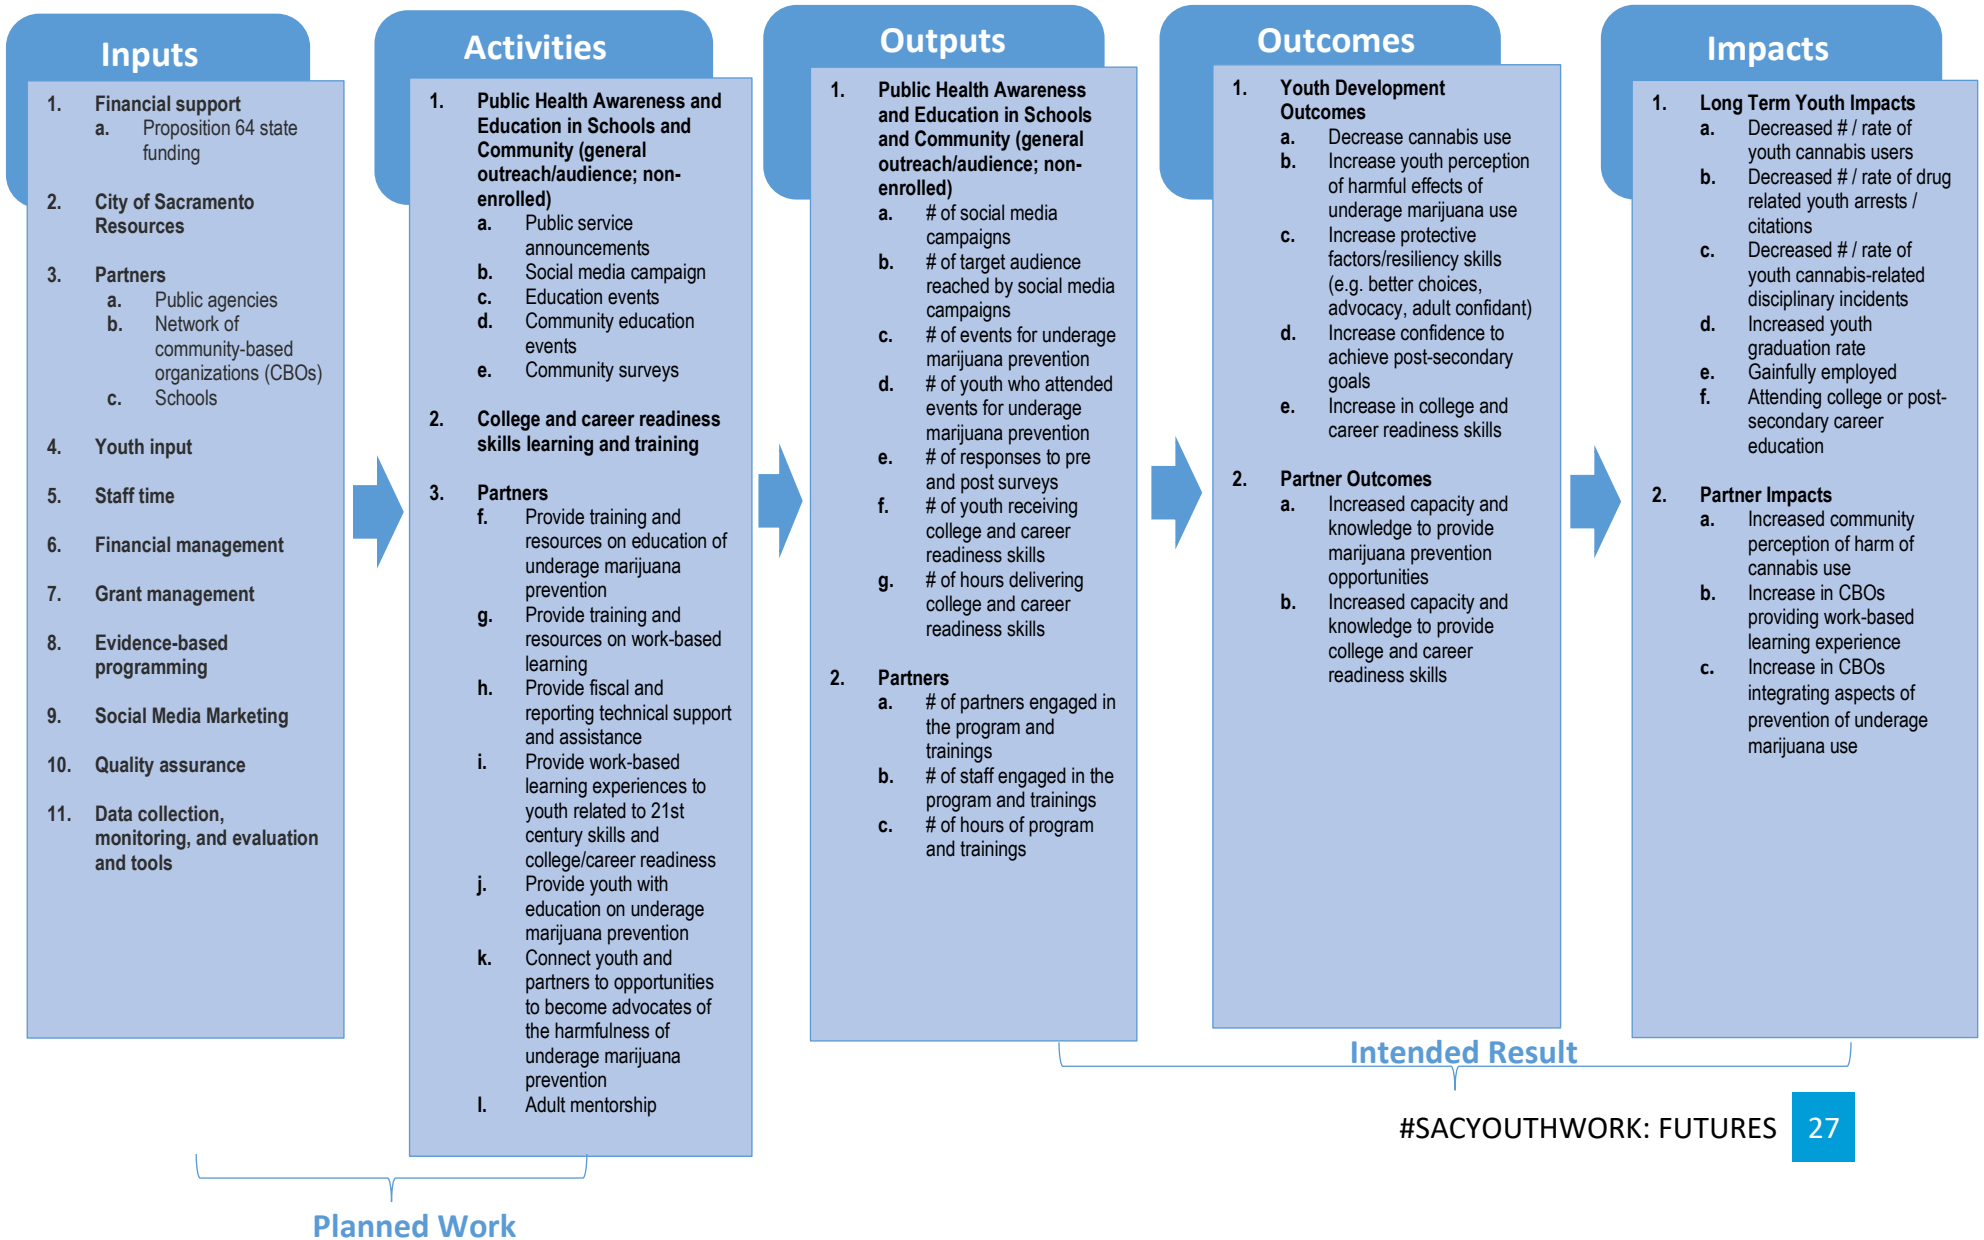 Inputs
1. Financial support
a. Proposition 64 state
funding
2. City of Sacramento
Resources
3. Partners
a. Public agencies
b. Network of
community-based
organizations (CBOs)
c. Schools
4. Youth input
5. Staff time
6. Financial management
7. Grant management
8. Evidence-based
programming
9. Social Media Marketing
10. Quality assurance
11. Data collection,
monitoring, and evaluation
and tools
Activities
1. Public Health Awareness and
Education in Schools and
Community (general
outreach/audience; non-
enrolled)
a. Public service
announcements
b. Social media campaign
c. Education events
d. Community education
events
e. Community surveys
2. College and career readiness
skills learning and training
3. Partners
f. Provide training and
resources on education of
underage marijuana
prevention
g. Provide training and
resources on work-based
learning
h. Provide fiscal and
reporting technical support
and assistance
i. Provide work-based
learning experiences to
youth related to 21st
century skills and
college/career readiness
j. Provide youth with
education on underage
marijuana prevention
k. Connect youth and
partners to opportunities
to become advocates of
the harmfulness of
underage marijuana
prevention
l. Adult mentorship
Outputs
1. Public Health Awareness
and Education in Schools
and Community (general
outreach/audience; non-
enrolled)
a. # of social media
campaigns
b. # of target audience
reached by social media
campaigns
c. # of events for underage
marijuana prevention
d. # of youth who attended
events for underage
marijuana prevention
e. # of responses to pre
and post surveys
f. # of youth receiving
college and career
readiness skills
g. # of hours delivering
college and career
readiness skills
2. Partners
a. # of partners engaged in
the program and
trainings
b. # of staff engaged in the
program and trainings
c. # of hours of program
and trainings
Outcomes
1. Youth Development
Outcomes
a. Decrease cannabis use
b. Increase youth perception
of harmful effects of
underage marijuana use
c. Increase protective
factors/resiliency skills
(e.g. better choices,
advocacy, adult confidant)
d. Increase confidence to
achieve post-secondary
goals
e. Increase in college and
career readiness skills
2. Partner Outcomes
a. Increased capacity and
knowledge to provide
marijuana prevention
opportunities
b. Increased capacity and
knowledge to provide
college and career
readiness skills
Impacts
1. Long Term Youth Impacts
a. Decreased # / rate of
youth cannabis users
b. Decreased # / rate of drug
related youth arrests /
citations
c. Decreased # / rate of
youth cannabis-related
disciplinary incidents
d. Increased youth
graduation rate
e. Gainfully employed
f. Attending college or post-
secondary career
education
2. Partner Impacts
a. Increased community
perception of harm of
cannabis use
b. Increase in CBOs
providing work-based
learning experience
c. Increase in CBOs
integrating aspects of
prevention of underage
marijuana use
Intended Result
#SACYOUTHWORK: FUTURES 27
Planned Work